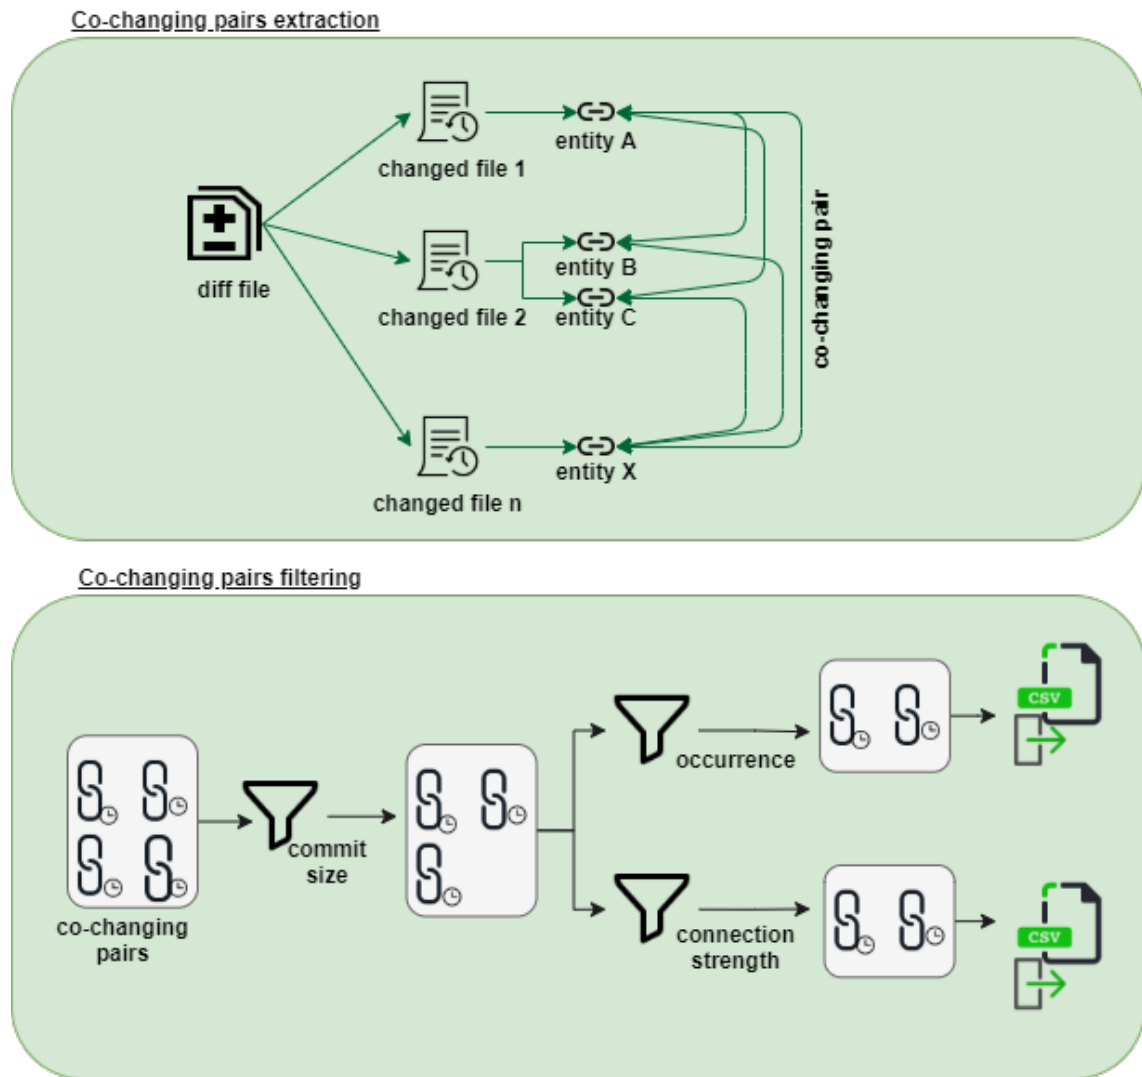 Co-changing pairs extraction
entity A
changed file 1
co-changing pair
entity B
diff file
changed file 2
entity C
entity X
changed file n
Co-changing pairs filtering
CSV
occurrence
commit
size
co-changing
pairs
connection
strength
CSV